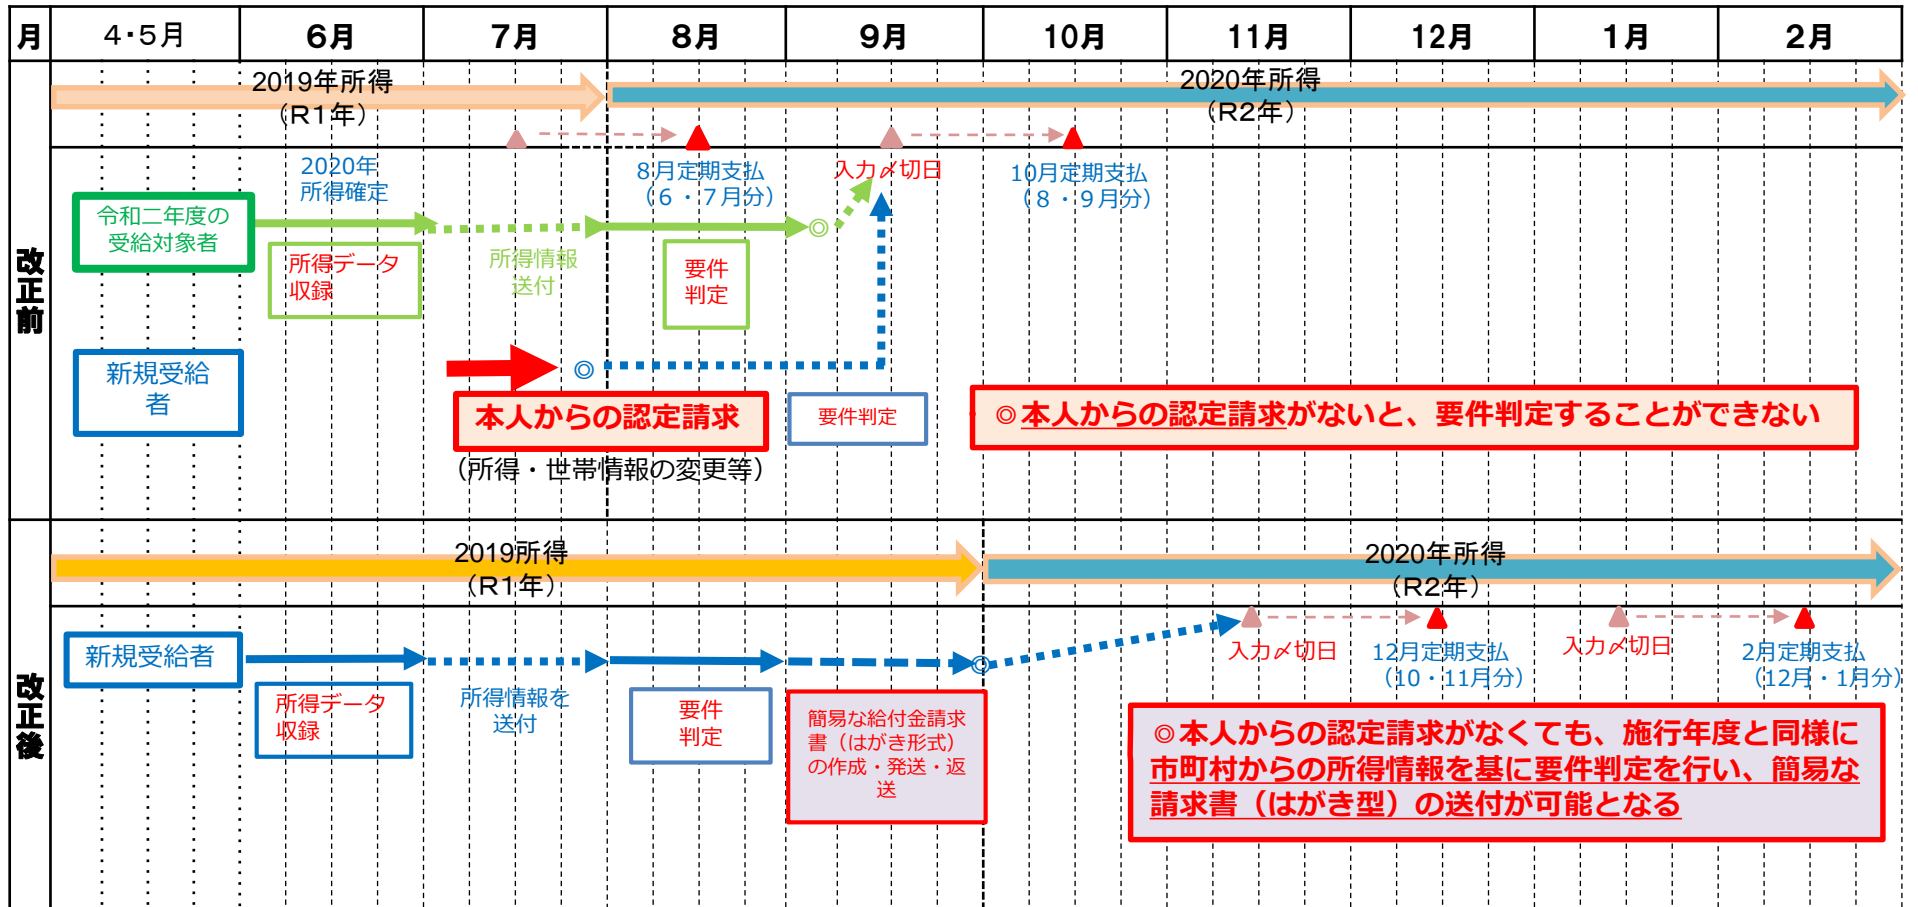 月
4・5月
6月
7月
8月
9月
10月
11月
12月
1月
2月
改正前
2019年所得
（R1年）
2020年所得
（R2年）
2020年
所得確定
8月定期支払
（6・7月分）
入力〆切日
10月定期支払
（8・9月分）
令和二年度の
受給対象者
所得データ
収録
所得情報
送付
要件
判定
◎
新規受給
者
◎
本人からの認定請求
（所得・世帯情報の変更等）
要件判定
◎本人からの認定請求がないと、要件判定することができない
改正後
2019所得
（R1年）
2020年所得
（R2年）
新規受給者
◎
入力〆切日
12月定期支払
（10・11月分）
入力〆切日
2月定期支払
（12月・1月分）
所得データ
収録
所得情報を
送付
要件
判定
簡易な給付金請求
書（はがき形式）
の作成・発送・返
送
◎本人からの認定請求がなくても、施行年度と同様に
市町村からの所得情報を基に要件判定を行い、簡易な
請求書（はがき型）の送付が可能となる